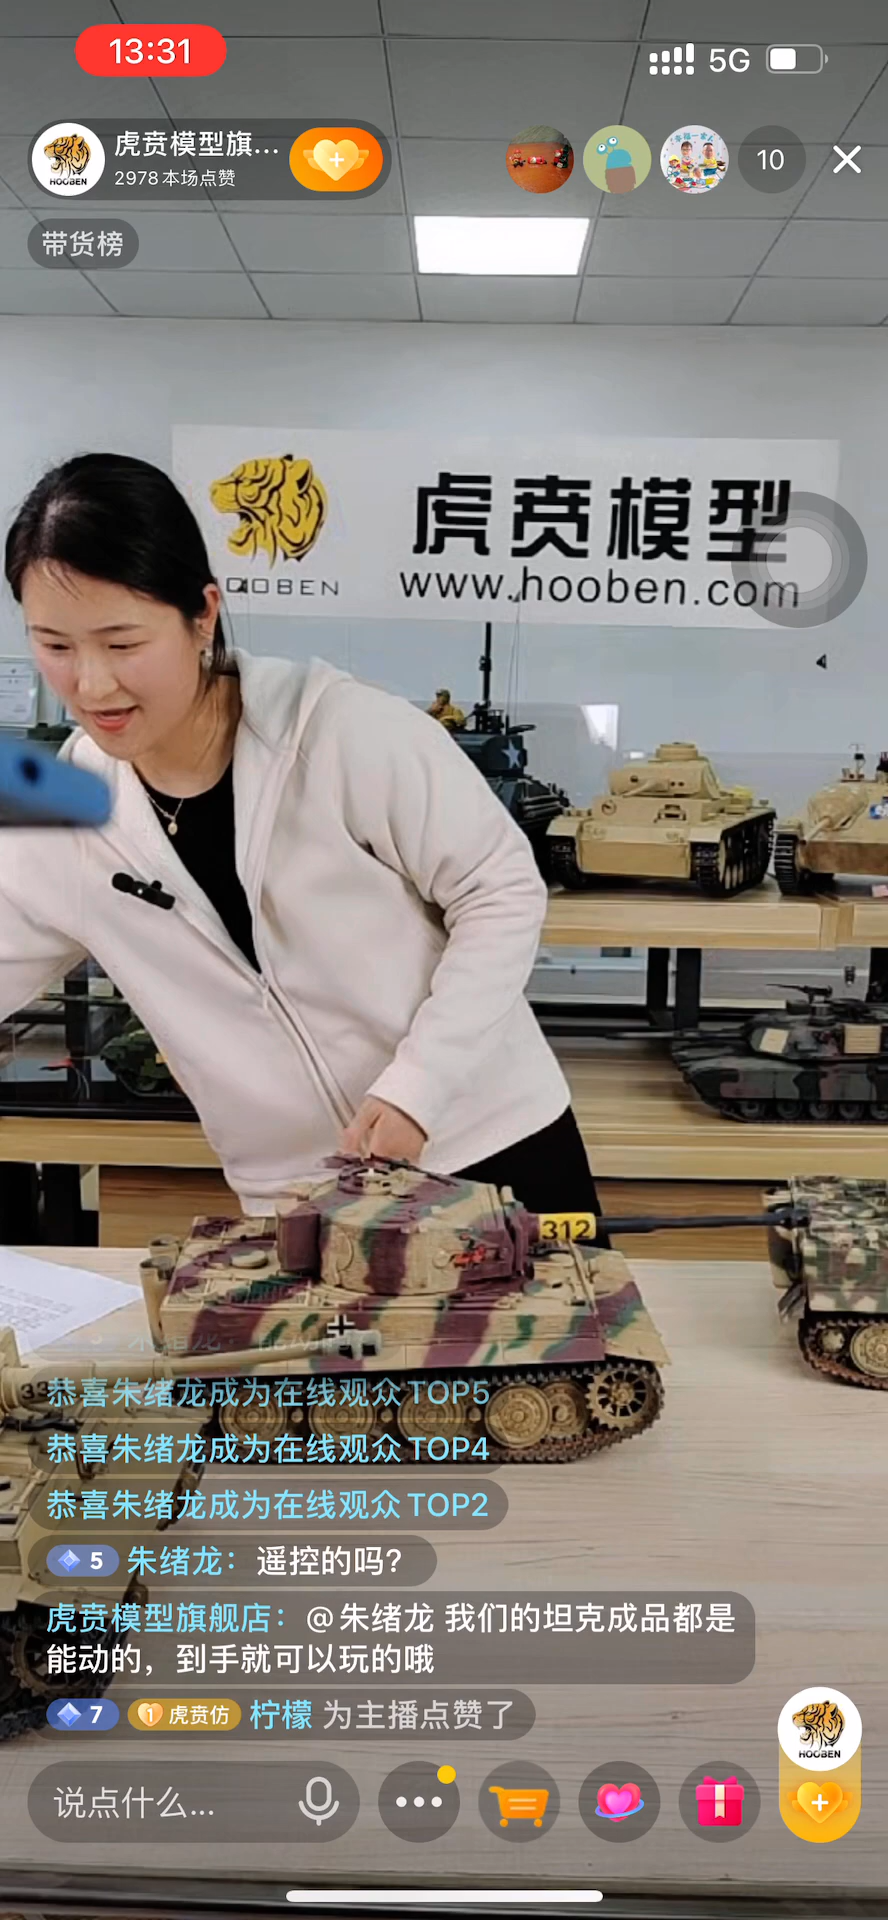 13:31
5G
虎贲模型旗...
2978本场点赞
HOOBEN
10
带货榜
虎贲模型
HOOBEN
www.hooben.com
312
恭喜朱绪龙成为在线观众TOP5
恭喜朱绪龙成为在线观众TOP4
恭喜朱绪龙成为在线观众TOP2
5 朱绪龙：遥控的吗？
虎贲模型旗舰店：@朱绪龙 我们的坦克成品都是
能动的，到手就可以玩的哦
7 1 虎贲仿 柠檬 为主播点赞了
HOOBEN
说点什么...